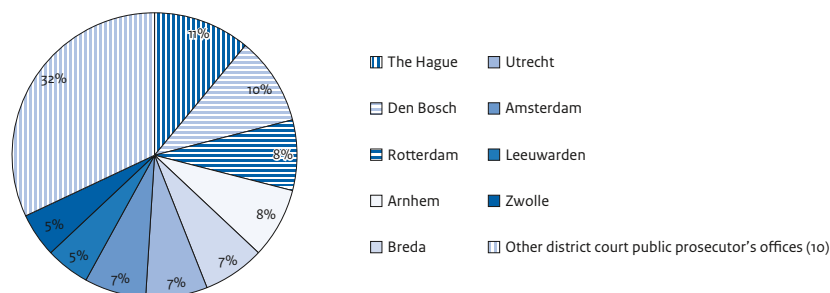 11%
32%
10%
8%
8%
7%
7%
7%
5%
5%
The Hague
Den Bosch
Rotterdam
Arnhem
Breda
Utrecht
Amsterdam
Leeuwarden
Zwolle
Other district court public prosecutor's offices (10)